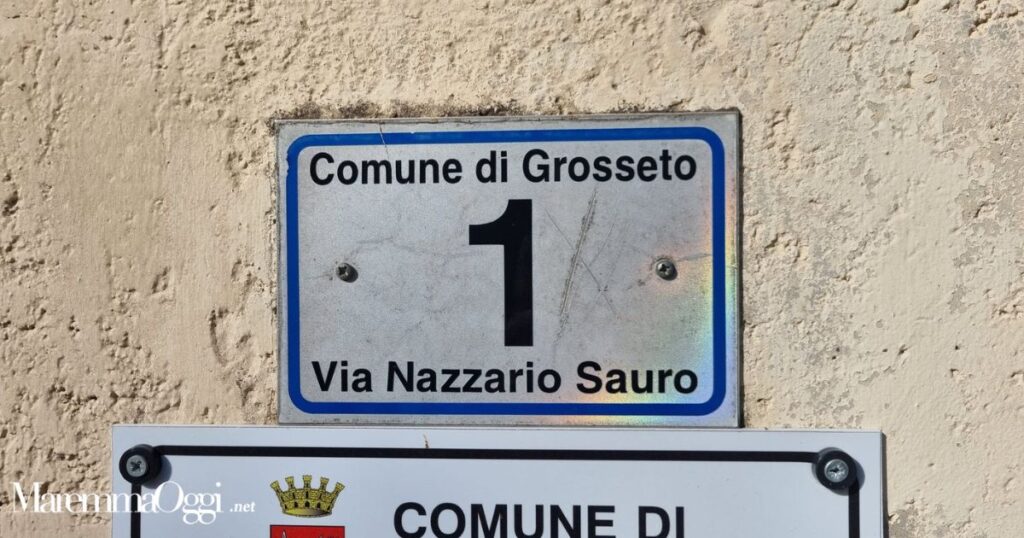 Comune di Grosseto
1
Via Nazzario Sauro
MaremmaOggi.net
COMUNE DI